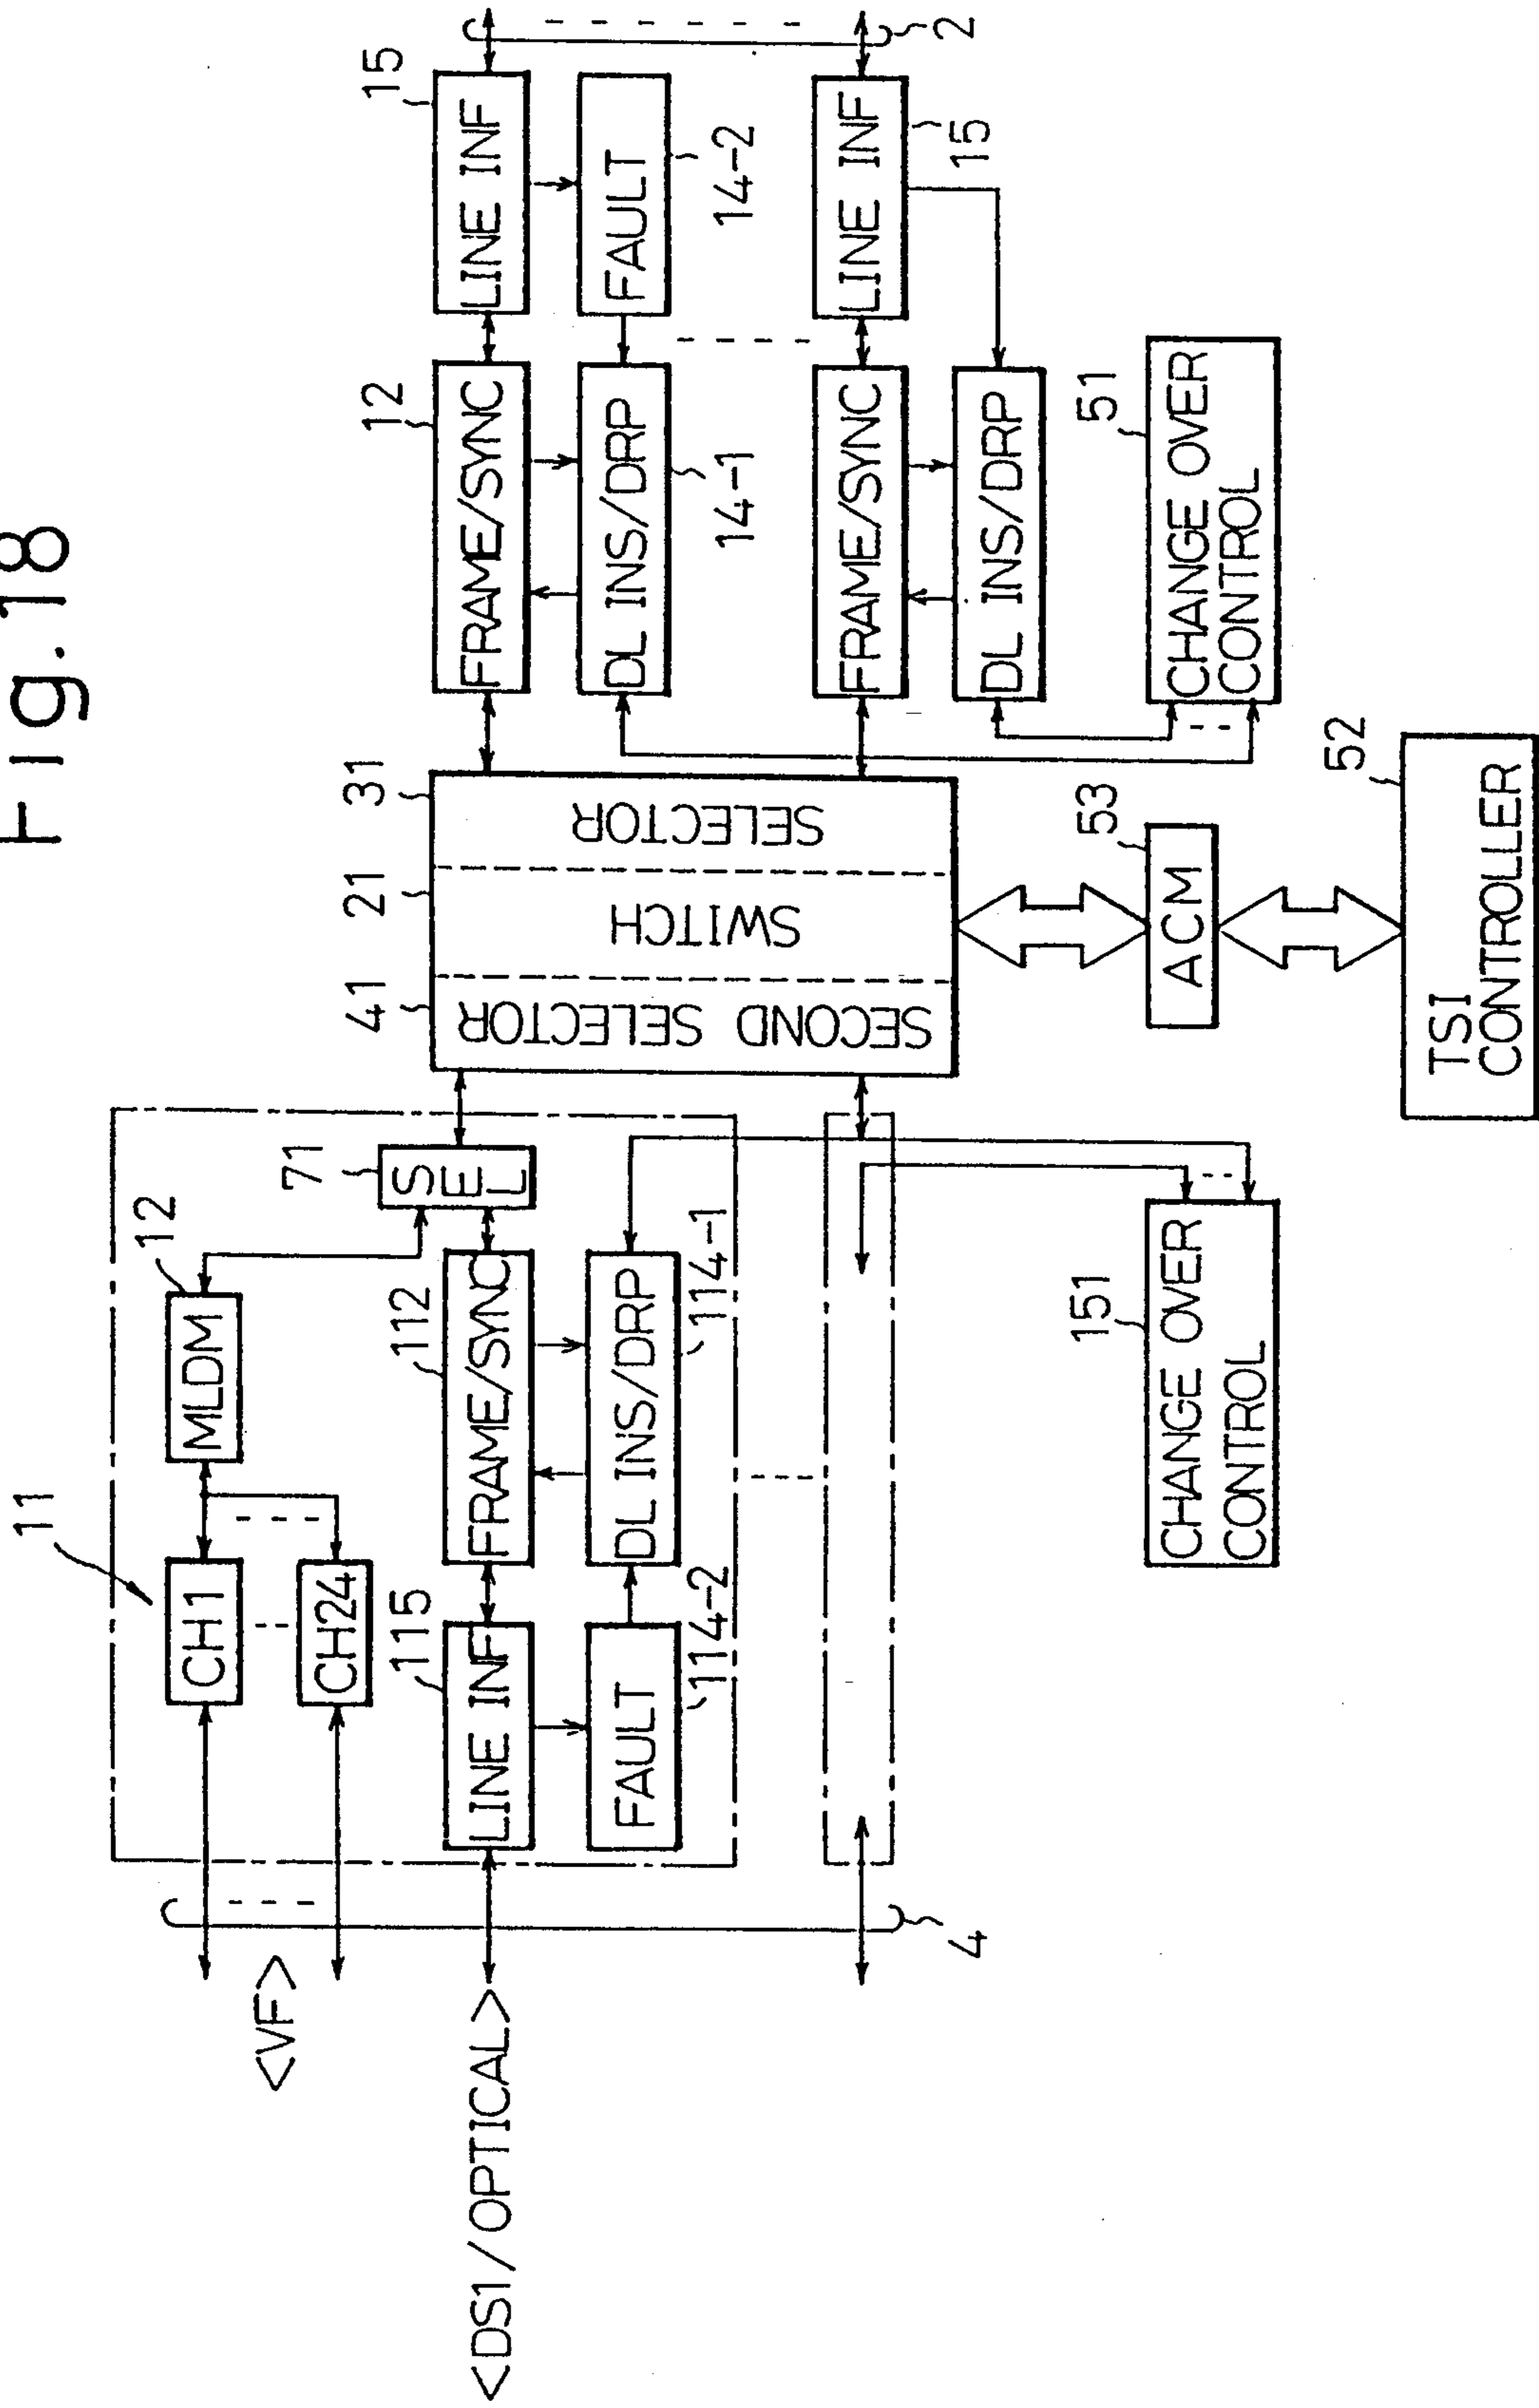 Fig. 18
11
CH1
CH24
MLDM
12
71
SEL
115
LINE INF
112
FRAME/SYNC
FAULT
114-2
DL INS/DRP
114-1
<VF>
<DS1/OPTICAL>
4
41
21
31
SECOND SELECTOR
SWITCH
SELECTOR
12
FRAME/SYNC
15
LINE INF
DL INS/DRP
14-1
FAULT
14-2
2
FRAME/SYNC
LINE INF
15
DL INS/DRP
151
CHANGE OVER
CONTROL
53
ACM
51
CHANGE OVER
CONTROL
52
TSI
CONTROLLER